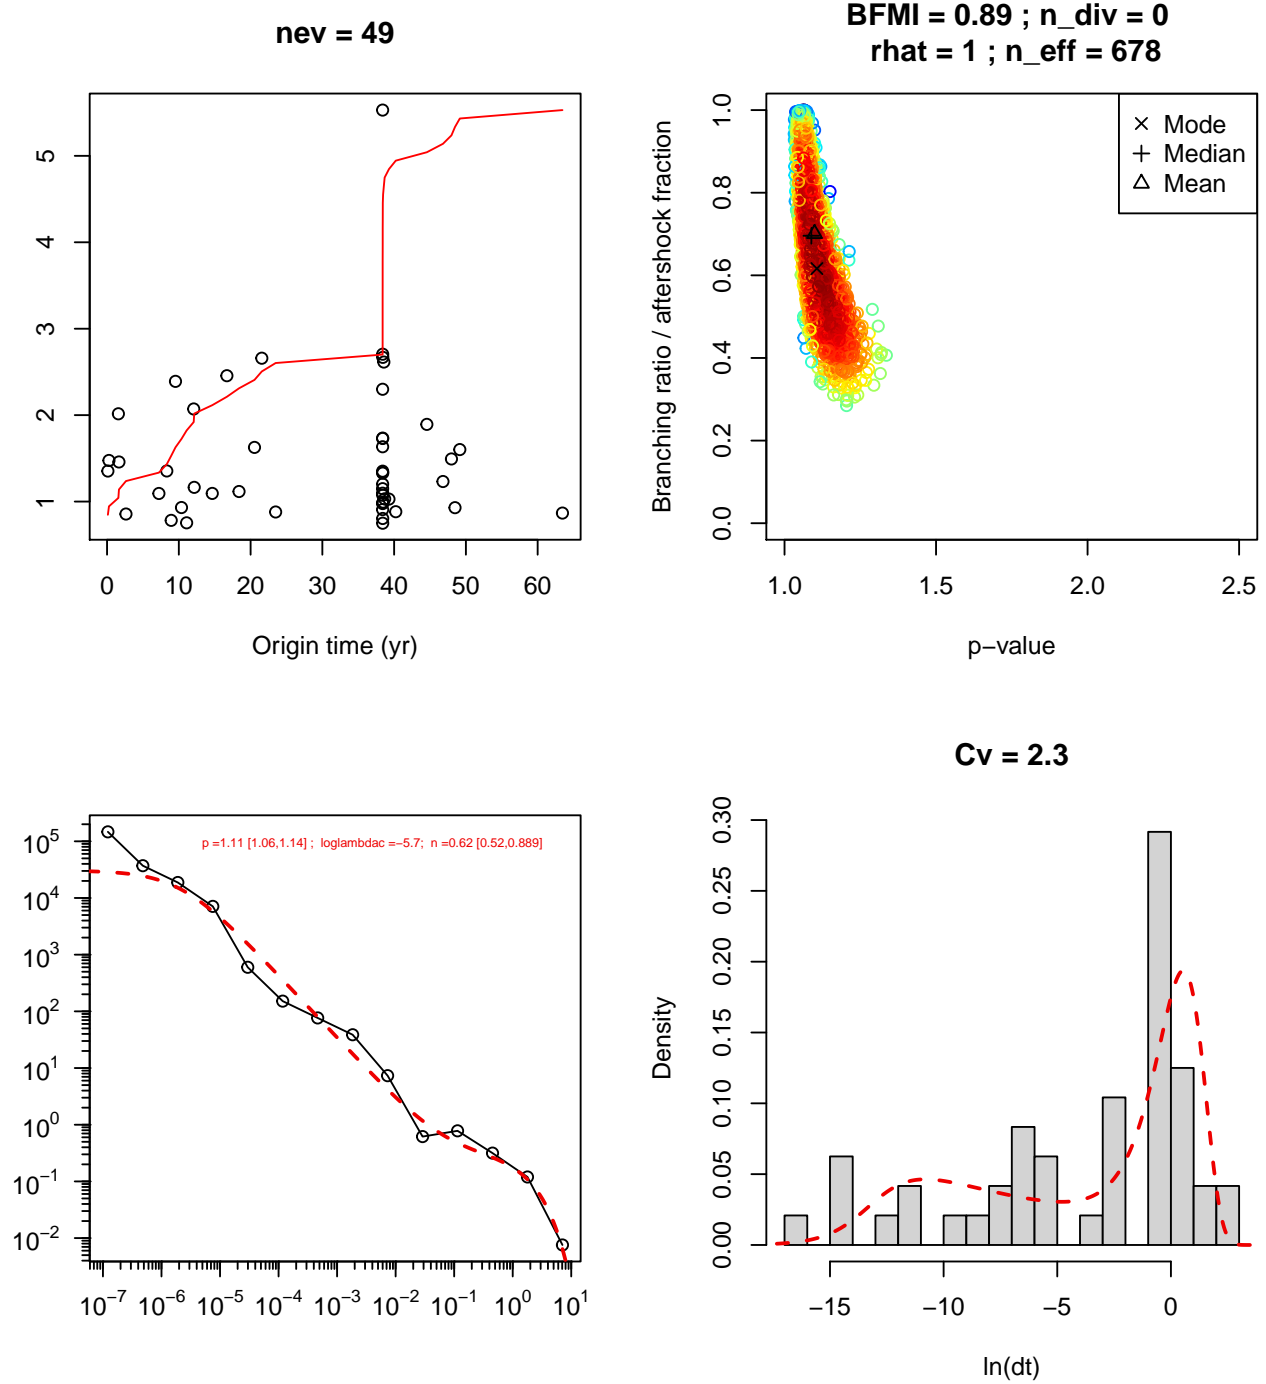 nev = 49
5
4
3
2
1
0 10 20 30 40 50 60
Origin time (yr)
BFMI = 0.89 ; n_div = 0
rhat = 1 ; n_eff = 678
Branching ratio / aftershock fraction
1.0
0.8
0.6
0.4
0.2
0.0
Mode
Median
Mean
1.0 1.5 2.0 2.5
p−value
10^5
10^4
10^3
10^2
10^1
10^0
10^−1
10^−2
p =1.11 [1.06,1.14] ; loglambdac =−5.7; n =0.62 [0.52,0.889]
10^−7 10^−6 10^−5 10^−4 10^−3 10^−2 10^−1 10^0 10^1
Cv = 2.3
Density
0.30
0.25
0.20
0.15
0.10
0.05
0.00
−15 −10 −5 0
ln(dt)